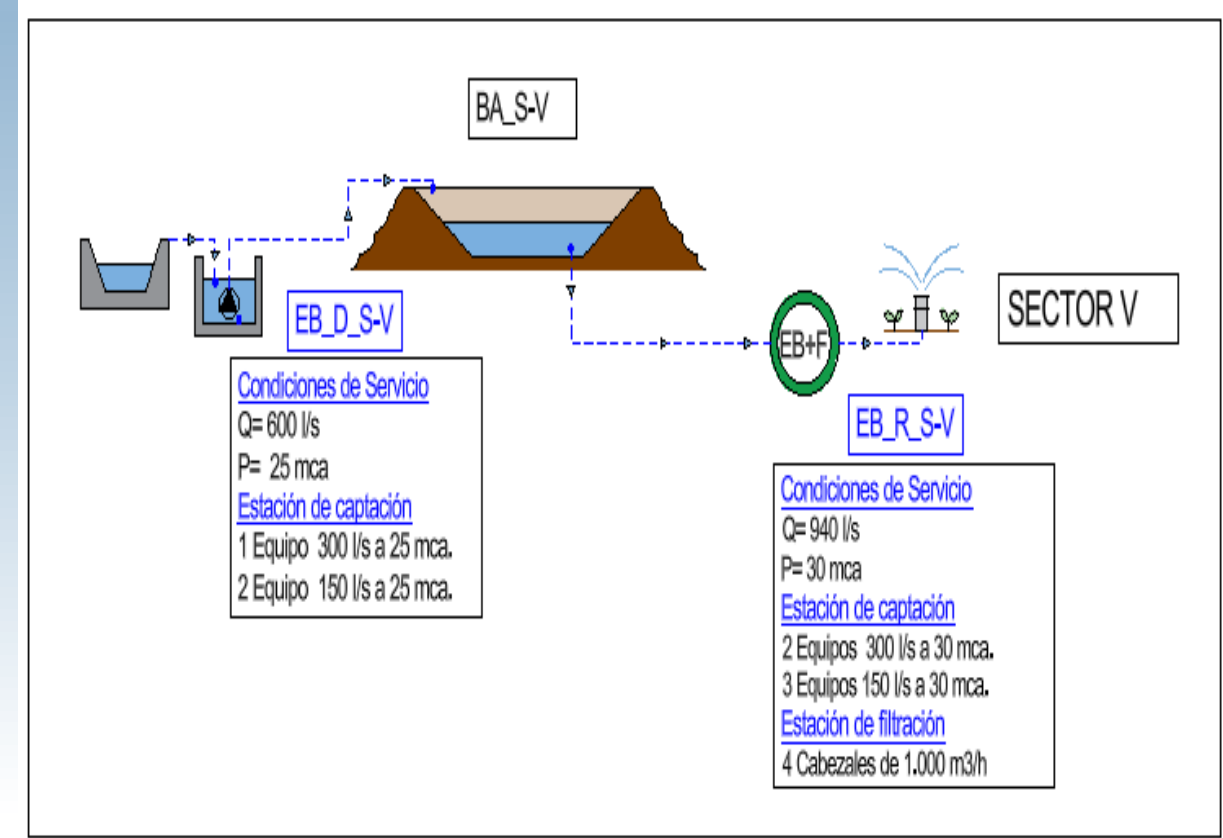 BA_S-V
EB_D_S-V
Condiciones de Servicio
Q= 600 l/s
P= 25 mca
Estación de captación
1 Equipo 300 l/s a 25 mca.
2 Equipo 150 l/s a 25 mca.
EB+F
SECTOR V
EB_R_S-V
Condiciones de Servicio
Q= 940 l/s
P= 30 mca
Estación de captación
2 Equipos 300 l/s a 30 mca.
3 Equipos 150 l/s a 30 mca.
Estación de filtración
4 Cabezales de 1.000 m3/h